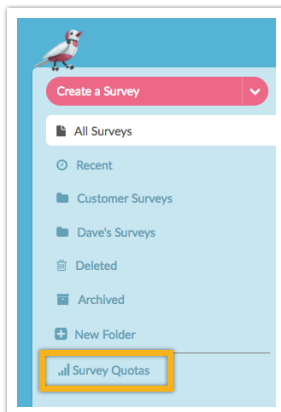 Create a Survey
All Surveys
Recent
Customer Surveys
Dave's Surveys
Deleted
Archived
New Folder
Survey Quotas